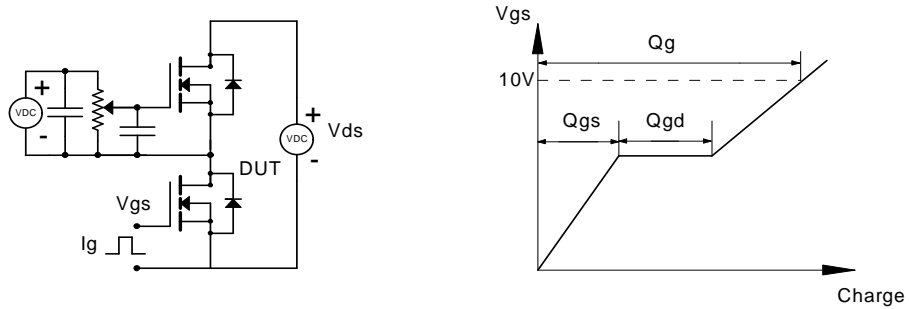 +
VDC
-
+
VDC
-
Vds
DUT
Vgs
Ig
Vgs
Qg
10V
Qgs
Qgd
Charge